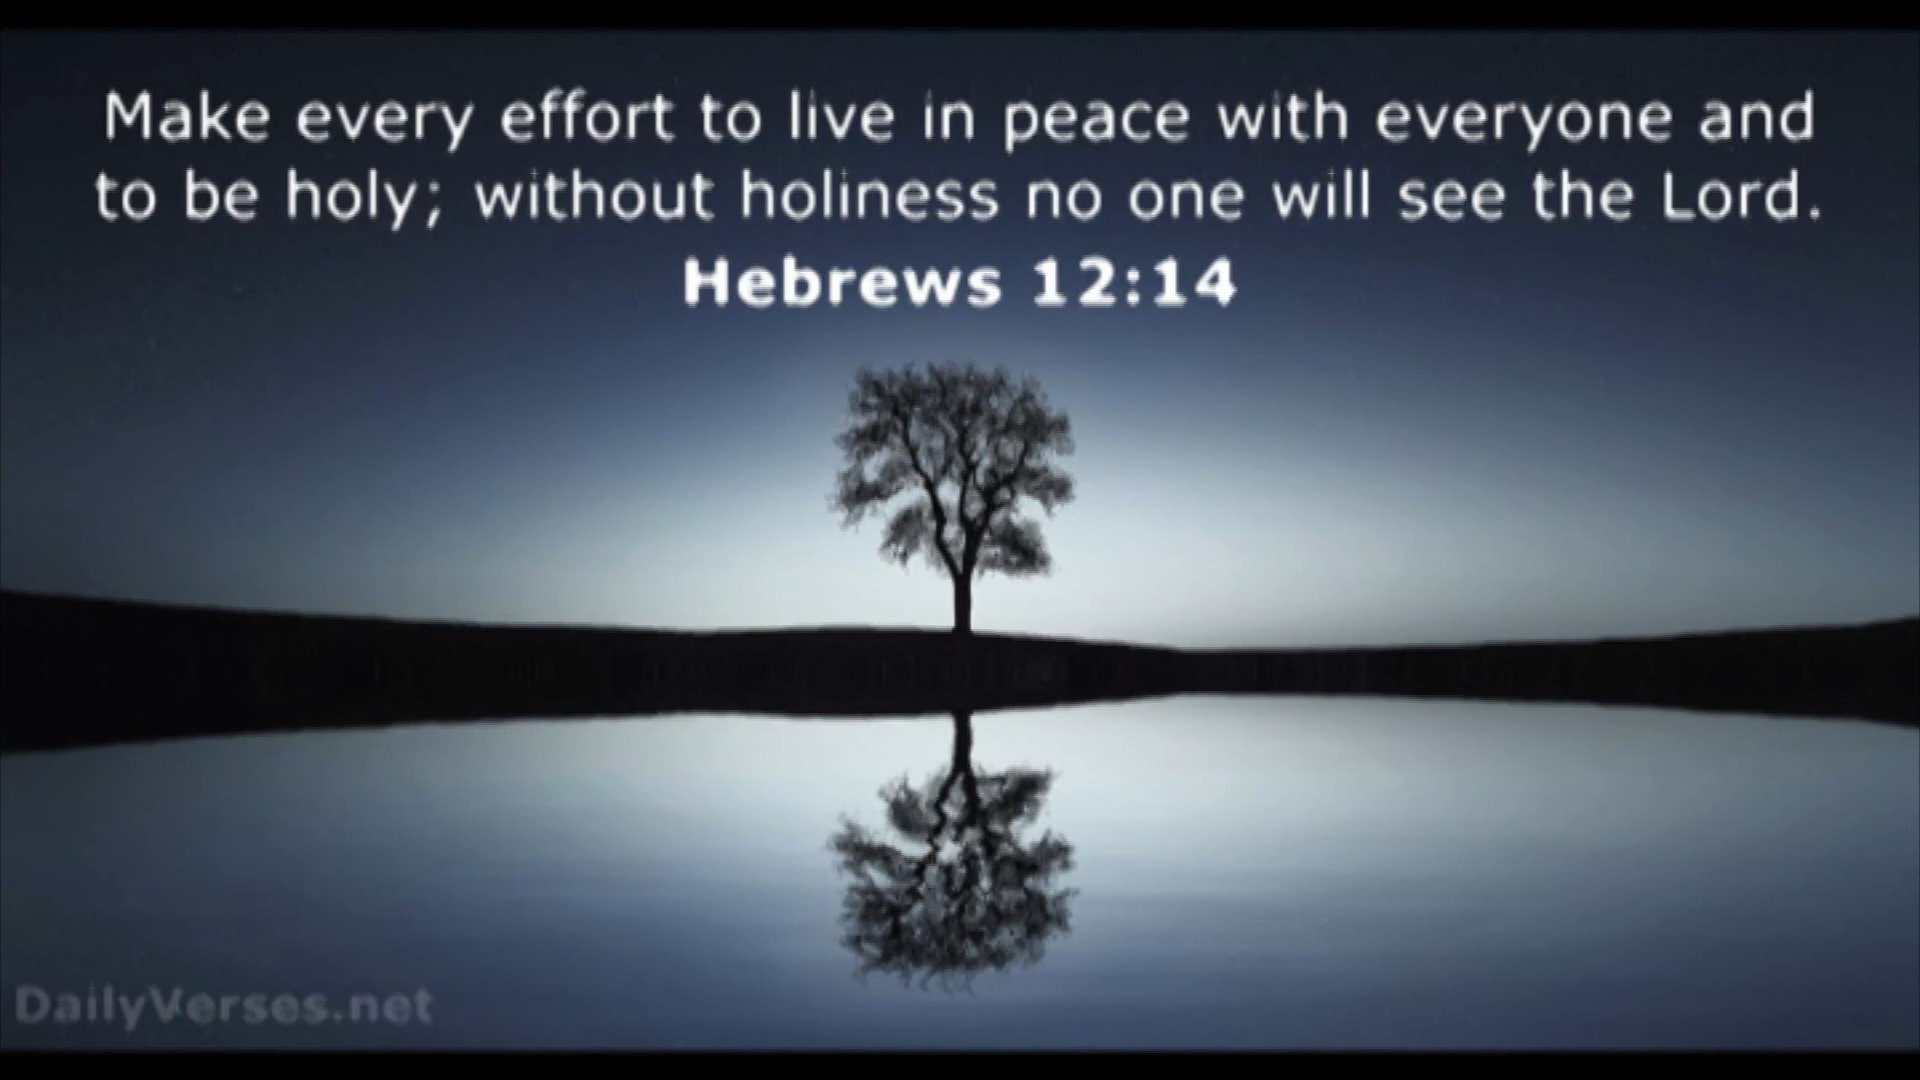 Make every effort to live in peace with everyone and
to be holy; without holiness no one will see the Lord.
Hebrews 12:14
DailyVerses.net